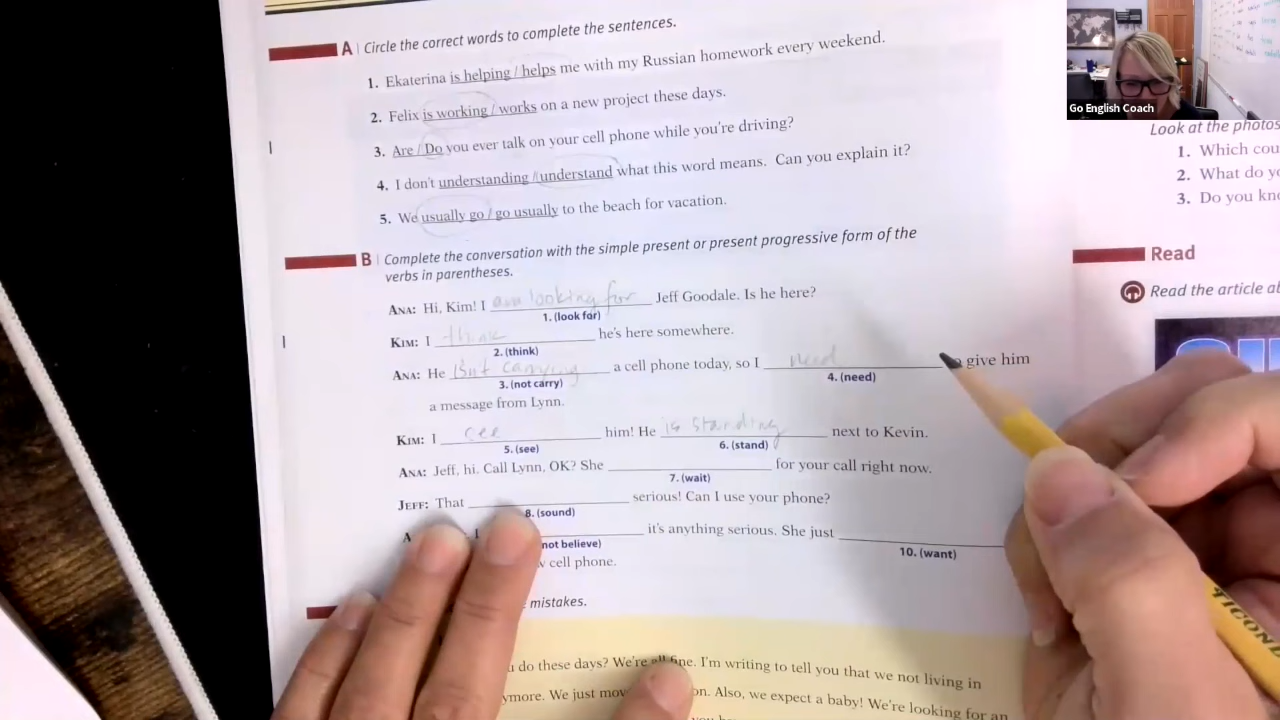 A | Circle the correct words to complete the sentences.
1. Ekaterina is helping / helps me with my Russian homework every weekend.
2. Felix is working / works on a new project these days.
3. Are / Do you ever talk on your cell phone while you're driving?
4. I don't understanding / understand what this word means. Can you explain it?
5. We usually go / go usually to the beach for vacation.
B | Complete the conversation with the simple present or present progressive form of the
verbs in parentheses.
ANA: Hi, Kim! I am looking for Jeff Goodale. Is he here?
1. (look for)
KIM: I think he's here somewhere.
2. (think)
ANA: He isn't carrying a cell phone today, so I need give him
3. (not carry) 4. (need)
a message from Lynn.
KIM: I see him! He is standing next to Kevin.
5. (see) 6. (stand)
ANA: Jeff, hi. Call Lynn, OK? She for your call right now.
7. (wait)
JEFF: That serious! Can I use your phone?
8. (sound)
A I it's anything serious. She just
not believe) 10. (want)
cell phone.
mistakes.
do these days? We're all fine. I'm writing to tell you that we not living in
ymore. We just mov on. Also, we expect a baby! We're looking for an
Go English Coach
Look at the photos
1. Which cou
2. What do yo
3. Do you kno
Read
Read the article ab